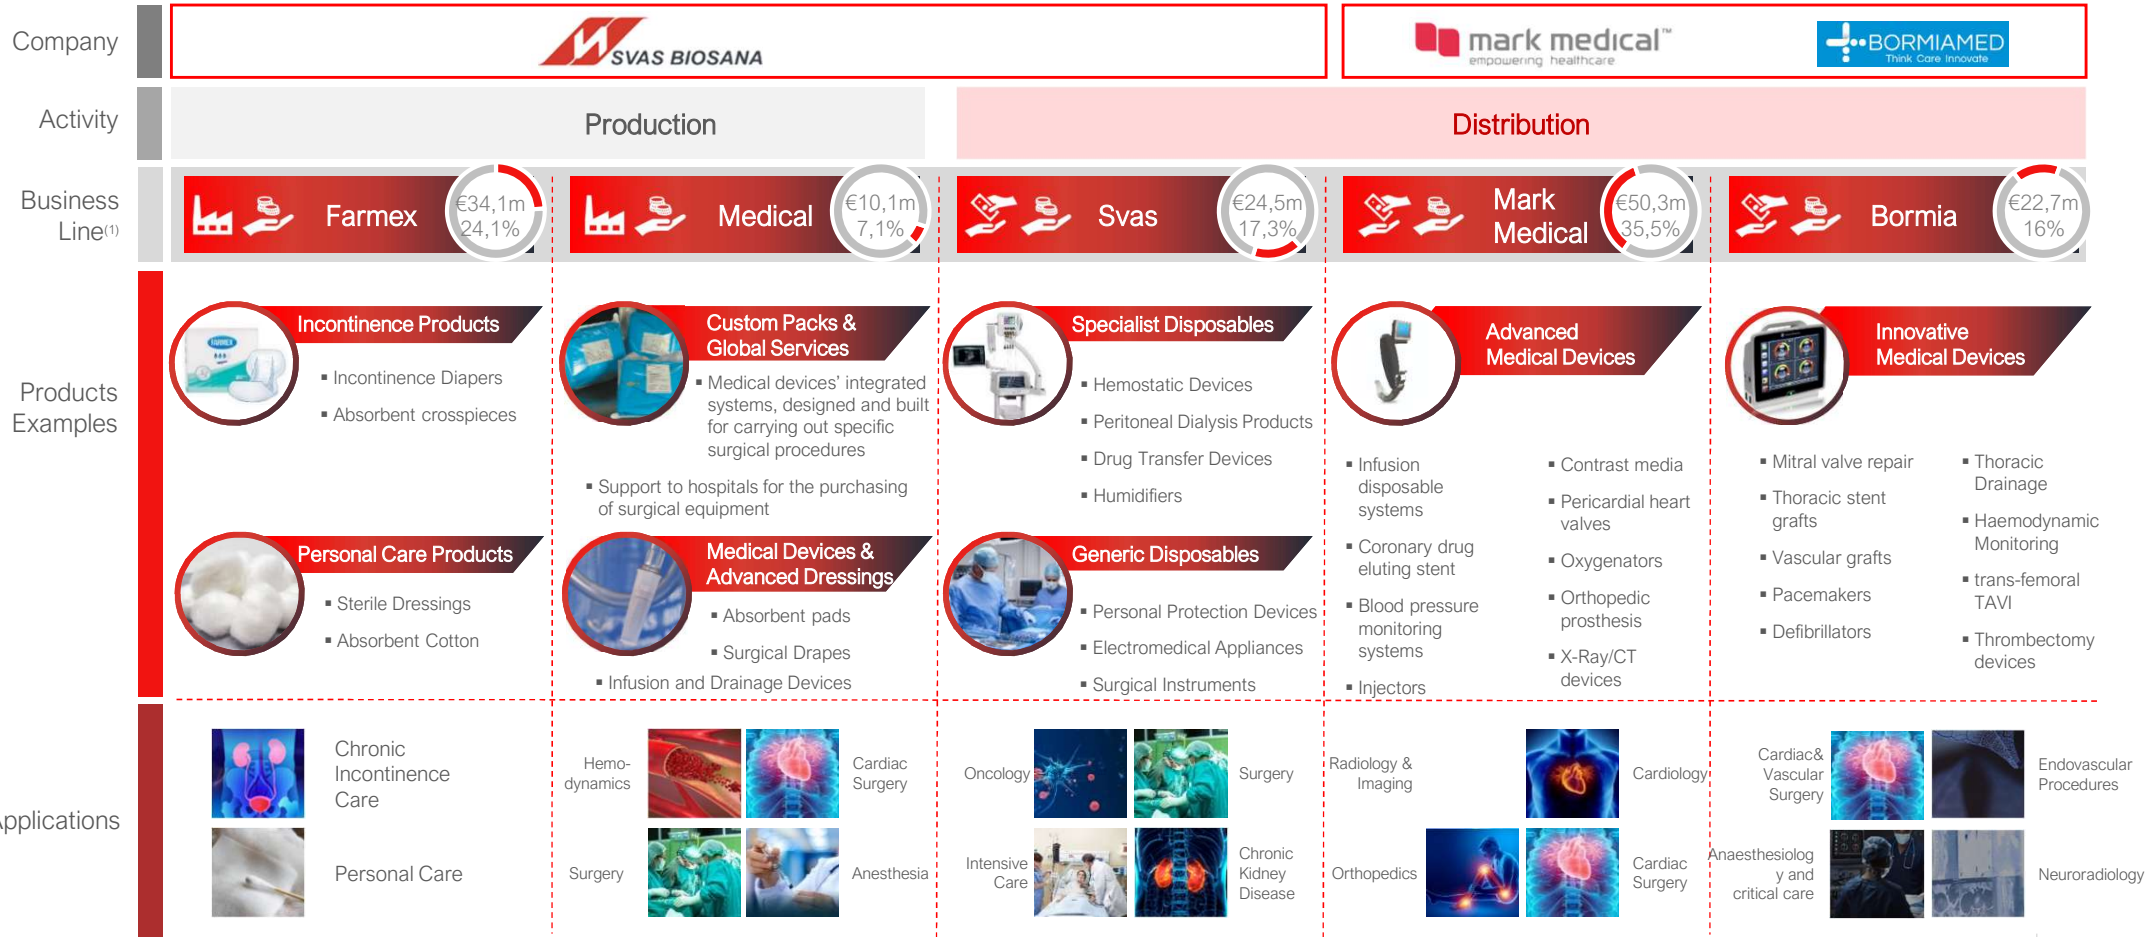 Company
SVAS BIOSANA
mark medical™
empowering healthcare
BORMIAMED
Think Care Innovate
Activity
Production
Distribution
Business
Line(1)
Farmex
€34,1m
24,1%
Medical
€10,1m
7,1%
Svas
€24,5m
17,3%
Mark
Medical
€50,3m
35,5%
Bormia
€22,7m
16%
Products
Examples
Incontinence Products
▪ Incontinence Diapers
▪ Absorbent crosspieces
Personal Care Products
▪ Sterile Dressings
▪ Absorbent Cotton
Custom Packs &
Global Services
▪ Medical devices’ integrated
systems, designed and built
for carrying out specific
surgical procedures
▪ Support to hospitals for the purchasing
of surgical equipment
Medical Devices &
Advanced Dressings
▪ Absorbent pads
▪ Surgical Drapes
▪ Infusion and Drainage Devices
Specialist Disposables
▪ Hemostatic Devices
▪ Peritoneal Dialysis Products
▪ Drug Transfer Devices
▪ Humidifiers
Generic Disposables
▪ Personal Protection Devices
▪ Electromedical Appliances
▪ Surgical Instruments
Advanced
Medical Devices
▪ Infusion
disposable
systems
▪ Coronary drug
eluting stent
▪ Blood pressure
monitoring
systems
▪ Injectors
▪ Contrast media
▪ Pericardial heart
valves
▪ Oxygenators
▪ Orthopedic
prosthesis
▪ X-Ray/CT
devices
Innovative
Medical Devices
▪ Mitral valve repair
▪ Thoracic stent
grafts
▪ Vascular grafts
▪ Pacemakers
▪ Defibrillators
▪ Thoracic
Drainage
▪ Haemodynamic
Monitoring
▪ trans-femoral
TAVI
▪ Thrombectomy
devices
Applications
Chronic
Incontinence
Care
Personal Care
Hemo-
dynamics
Cardiac
Surgery
Surgery
Anesthesia
Oncology
Surgery
Intensive
Care
Chronic
Kidney
Disease
Radiology &
Imaging
Cardiology
Orthopedics
Cardiac
Surgery
Cardiac&
Vascular
Surgery
Endovascular
Procedures
Anaesthesiolog
y and
critical care
Neuroradiology
FARMEX